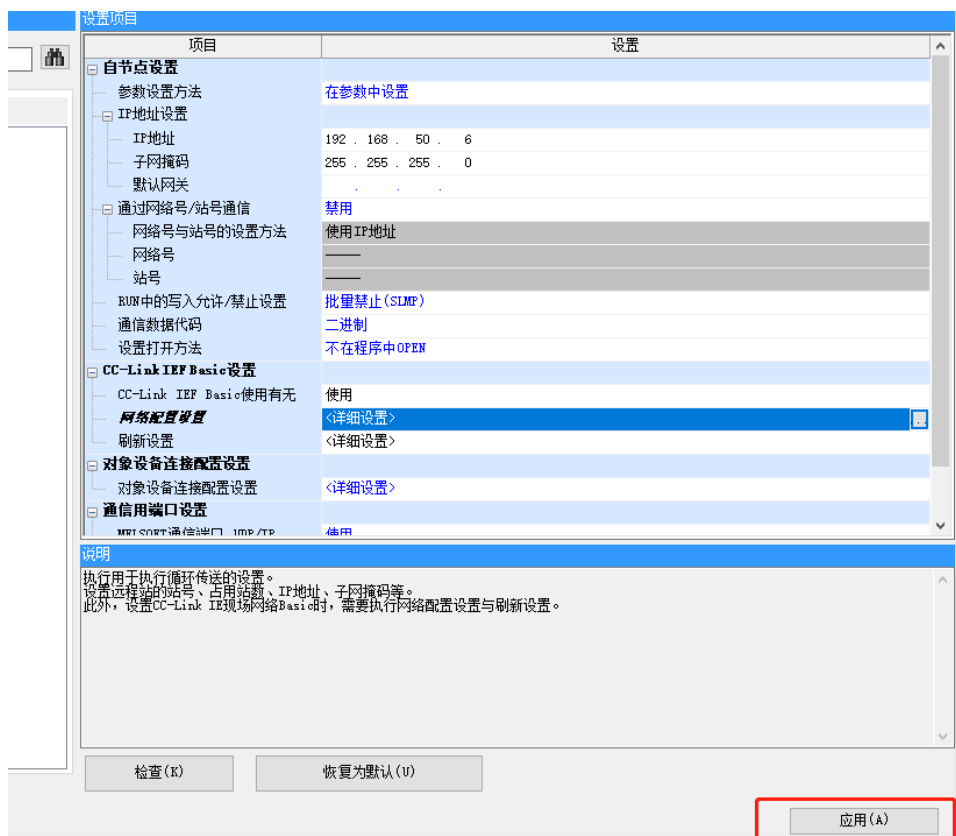 设置项目
项目 设置
自节点设置
参数设置方法 在参数中设置
IP地址设置
IP地址 192 . 168 . 50 . 6
子网掩码 255 . 255 . 255 . 0
默认网关 . . .
通过网络号/站号通信 禁用
网络号与站号的设置方法 使用IP地址
网络号 ——
站号 ——
RUN中的写入允许/禁止设置 批量禁止(SLMP)
通信数据代码 二进制
设置打开方法 不在程序中OPEN
CC-Link IEF Basic设置
CC-Link IEF Basic使用有无 使用
网络配置设置 <详细设置> ...
刷新设置 <详细设置>
对象设备连接配置设置
对象设备连接配置设置 <详细设置>
通信用端口设置
MELSOFT通信端口 UDP/IP 使用
说明
执行用于执行循环传送的设置。
设置远程站的站号、占用站数、IP地址、子网掩码等。
此外，设置CC-Link IE现场网络Basic时，需要执行网络配置设置与刷新设置。
检查(K) 恢复为默认(U)
应用(A)